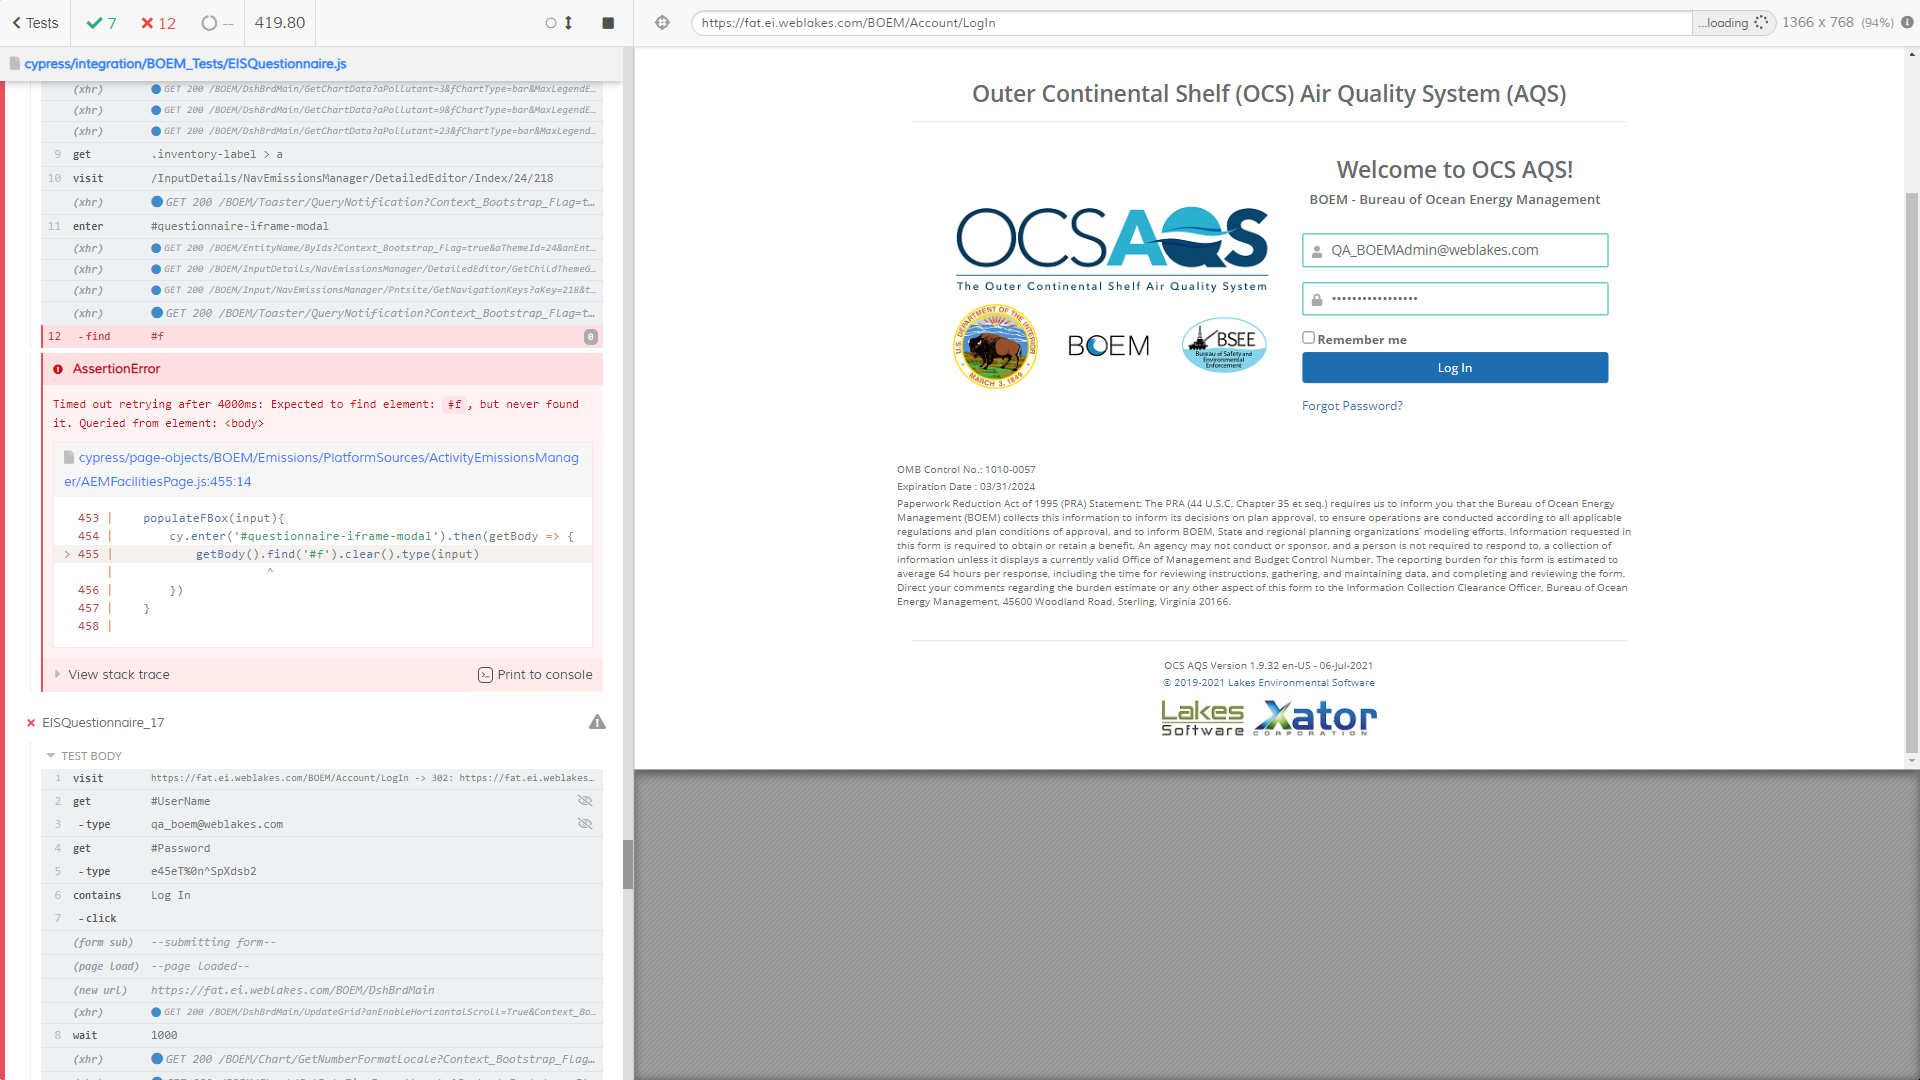 Tests
7
12
--
419.80
cypress/integration/BOEM_Tests/EISQuestionnaire.js
(xhr) GET 200 /BOEM/DshBrdMain/GetChartData?aPollutant=3&fChartType=bar&MaxLegendE...
(xhr) GET 200 /BOEM/DshBrdMain/GetChartData?aPollutant=9&fChartType=bar&MaxLegendE...
(xhr) GET 200 /BOEM/DshBrdMain/GetChartData?aPollutant=23&fChartType=bar&MaxLegend...
9 get .inventory-label > a
10 visit /InputDetails/NavEmissionsManager/DetailedEditor/Index/24/218
(xhr) GET 200 /BOEM/Toaster/QueryNotification?Context_Bootstrap_Flag=t...
11 enter #questionnaire-iframe-modal
(xhr) GET 200 /BOEM/EntityName/ByIds?Context_Bootstrap_Flag=true&aThemeId=24&anEnt...
(xhr) GET 200 /BOEM/InputDetails/NavEmissionsManager/DetailedEditor/GetChildThemeG...
(xhr) GET 200 /BOEM/Input/NavEmissionsManager/Pntsite/GetNavigationKeys?aKey=218&t...
(xhr) GET 200 /BOEM/Toaster/QueryNotification?Context_Bootstrap_Flag=t...
12 -find #f 0
AssertionError
Timed out retrying after 4000ms: Expected to find element: #f, but never found
it. Queried from element: <body>
cypress/page-objects/BOEM/Emissions/PlatformSources/ActivityEmissionsManag
er/AEMFacilitiesPage.js:455:14
453 | populateFBox(input){
454 | cy.enter('#questionnaire-iframe-modal').then(getBody => {
> 455 | getBody().find('#f').clear().type(input)
| ^
456 | })
457 | }
458 |
View stack trace
Print to console
EISQuestionnaire_17
TEST BODY
1 visit https://fat.ei.weblakes.com/BOEM/Account/LogIn -> 302: https://fat.ei.weblakes...
2 get #UserName
3 -type qa_boem@weblakes.com
4 get #Password
5 -type e45eT%0n^SpXdsb2
6 contains Log In
7 -click
(form sub) --submitting form--
(page load) --page loaded--
(new url) https://fat.ei.weblakes.com/BOEM/DshBrdMain
(xhr) GET 200 /BOEM/DshBrdMain/UpdateGrid?anEnableHorizontalScroll=True&Context_Bo...
8 wait 1000
(xhr) GET 200 /BOEM/Chart/GetNumberFormatLocale?Context_Bootstrap_Flag...
https://fat.ei.weblakes.com/BOEM/Account/LogIn
...loading
1366 x 768 (94%)
Outer Continental Shelf (OCS) Air Quality System (AQS)
OCSAQS
The Outer Continental Shelf Air Quality System
U.S. DEPARTMENT OF THE INTERIOR
MARCH 3, 1849
BOEM
BSEE
Bureau of Safety and
Environmental
Enforcement
Welcome to OCS AQS!
BOEM - Bureau of Ocean Energy Management
QA_BOEMAdmin@weblakes.com
•••••••••••••••••
Remember me
Log In
Forgot Password?
OMB Control No.: 1010-0057
Expiration Date : 03/31/2024
Paperwork Reduction Act of 1995 (PRA) Statement: The PRA (44 U.S.C. Chapter 35 et seq.) requires us to inform you that the Bureau of Ocean Energy
Management (BOEM) collects this information to inform its decisions on plan approval, to ensure operations are conducted according to all applicable
regulations and plan conditions of approval, and to inform BOEM, State and regional planning organizations' modeling efforts. Information requested in
this form is required to obtain or retain a benefit. An agency may not conduct or sponsor, and a person is not required to respond to, a collection of
information unless it displays a currently valid Office of Management and Budget Control Number. The reporting burden for this form is estimated to
average 64 hours per response, including the time for reviewing instructions, gathering, and maintaining data, and completing and reviewing the form.
Direct your comments regarding the burden estimate or any other aspect of this form to the Information Collection Clearance Officer, Bureau of Ocean
Energy Management, 45600 Woodland Road, Sterling, Virginia 20166.
OCS AQS Version 1.9.32 en-US - 06-Jul-2021
© 2019-2021 Lakes Environmental Software
Lakes
Software
Xator
CORPORATION